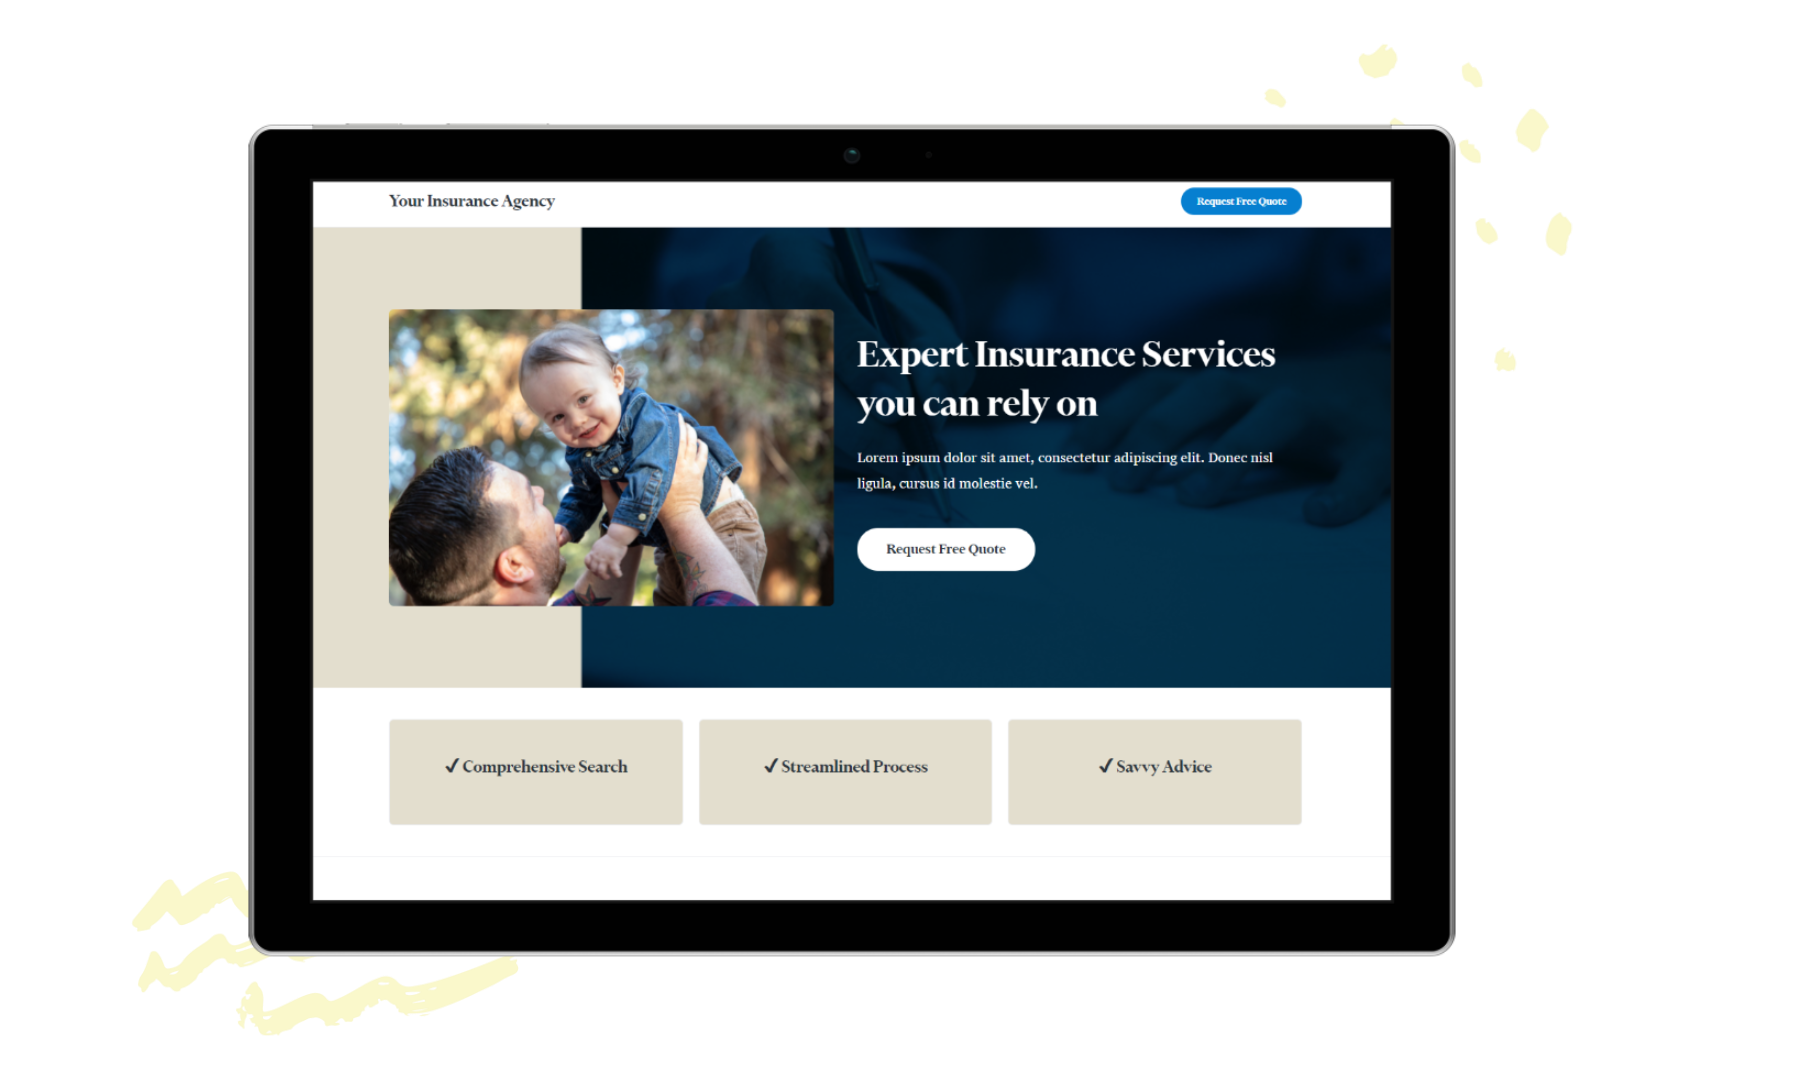 Your Insurance Agency
Request Free Quote
Expert Insurance Services
you can rely on
Lorem ipsum dolor sit amet, consectetur adipiscing elit. Donec nisl
ligula, cursus id molestie vel.
Request Free Quote
✓ Comprehensive Search
✓ Streamlined Process
✓ Savvy Advice